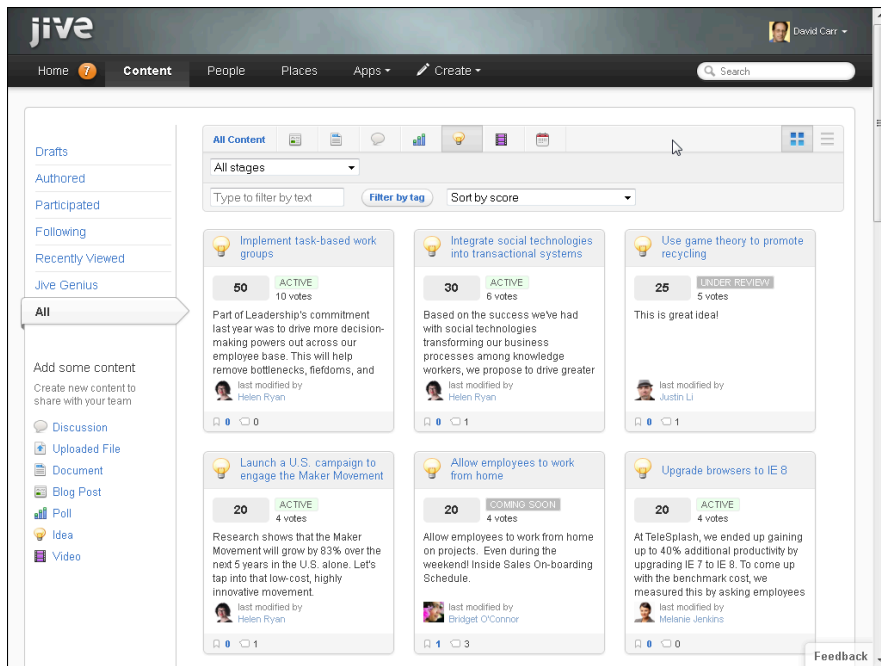 jive
David Carr
Home 7 Content People Places Apps Create
Search
Drafts
Authored
Participated
Following
Recently Viewed
Jive Genius
All
Add some content
Create new content to
share with your team
Discussion
Uploaded File
Document
Blog Post
Poll
Idea
Video
All Content
All stages
Type to filter by text
Filter by tag
Sort by score
Implement task-based work
groups
50
ACTIVE
10 votes
Part of Leadership's commitment
last year was to drive more decision-
making powers out across our
employee base. This will help
remove bottlenecks, fiefdoms, and
last modified by
Helen Ryan
0 0
Integrate social technologies
into transactional systems
30
ACTIVE
6 votes
Based on the success we've had
with social technologies
transforming our business
processes among knowledge
workers, we propose to drive greater
last modified by
Helen Ryan
0 1
Use game theory to promote
recycling
25
UNDER REVIEW
5 votes
This is great idea!
last modified by
Justin Li
0 1
Launch a U.S. campaign to
engage the Maker Movement
20
ACTIVE
4 votes
Research shows that the Maker
Movement will grow by 83% over the
next 5 years in the U.S. alone. Let's
tap into that low-cost, highly
innovative movement.
last modified by
Helen Ryan
0 1
Allow employees to work
from home
20
COMING SOON
4 votes
Allow employees to work from home
on projects. Even during the
weekend! Inside Sales On-boarding
Schedule.
last modified by
Bridget O'Connor
1 3
Upgrade browsers to IE 8
20
ACTIVE
4 votes
At TeleSplash, we ended up gaining
up to 40% additional productivity by
upgrading IE 7 to IE 8. To come up
with the benchmark cost, we
measured this by asking employees
last modified by
Melanie Jenkins
0 0
Feedback